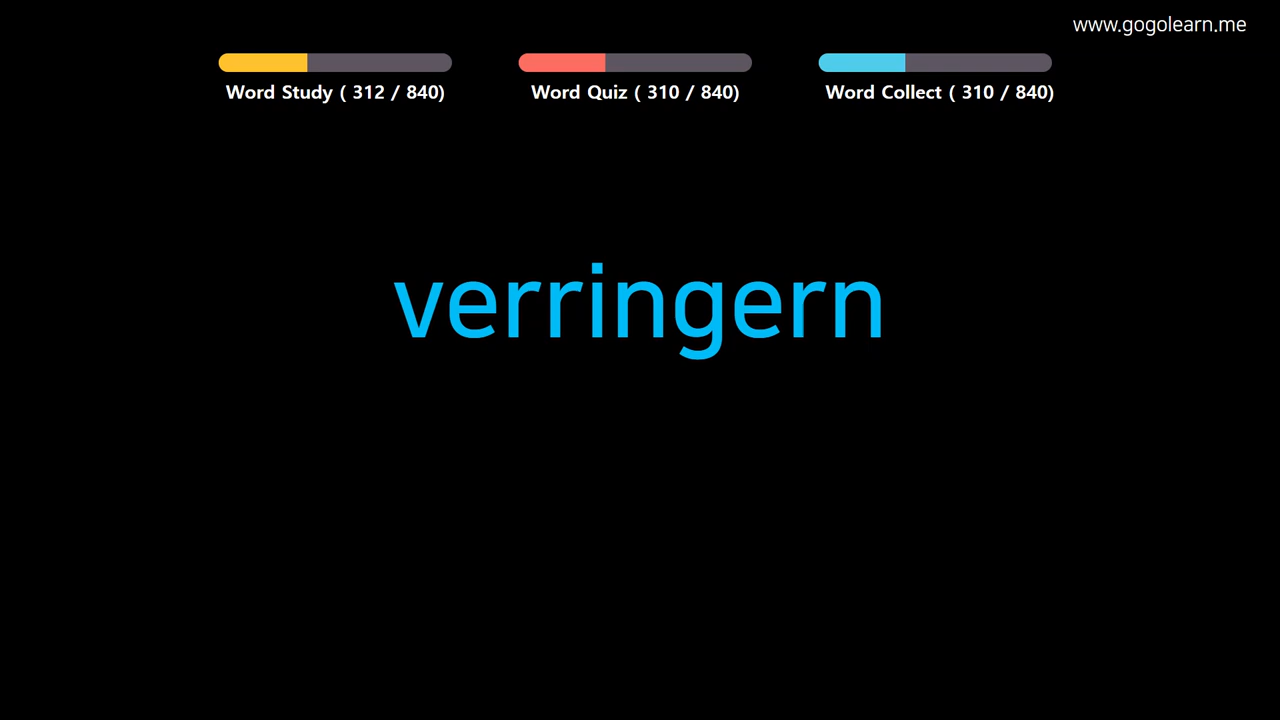 www.gogolearn.me
Word Study ( 312 / 840)
Word Quiz ( 310 / 840)
Word Collect ( 310 / 840)
verringern